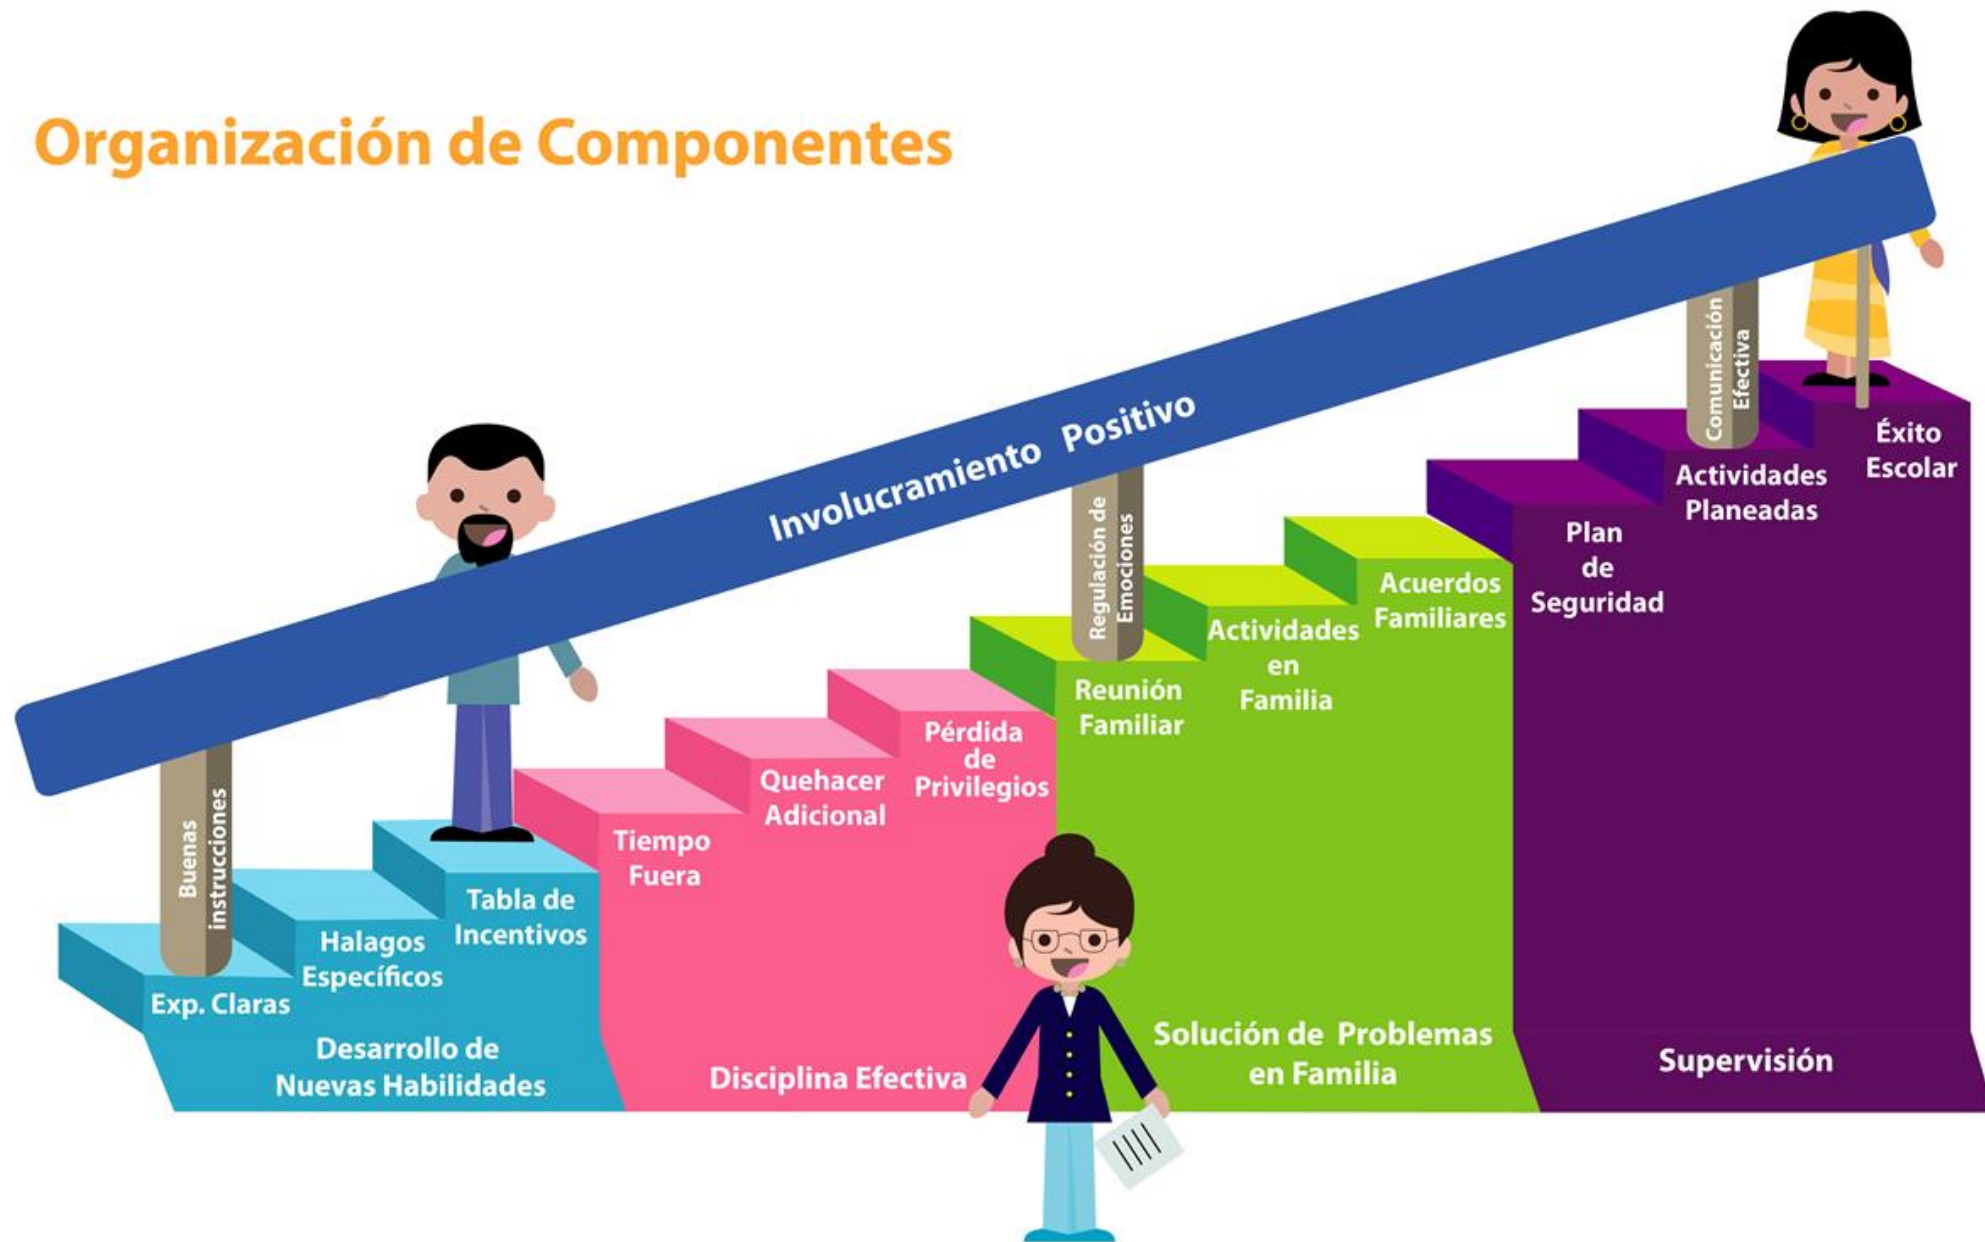 Organización de Componentes
Involucramiento Positivo
Buenas
instrucciones
Regulación de
Emociones
Comunicación
Efectiva
Exp. Claras
Halagos
Específicos
Tabla de
Incentivos
Desarrollo de
Nuevas Habilidades
Tiempo
Fuera
Quehacer
Adicional
Pérdida
de
Privilegios
Disciplina Efectiva
Reunión
Familiar
Actividades
en
Familia
Acuerdos
Familiares
Solución de Problemas
en Familia
Plan
de
Seguridad
Actividades
Planeadas
Éxito
Escolar
Supervisión